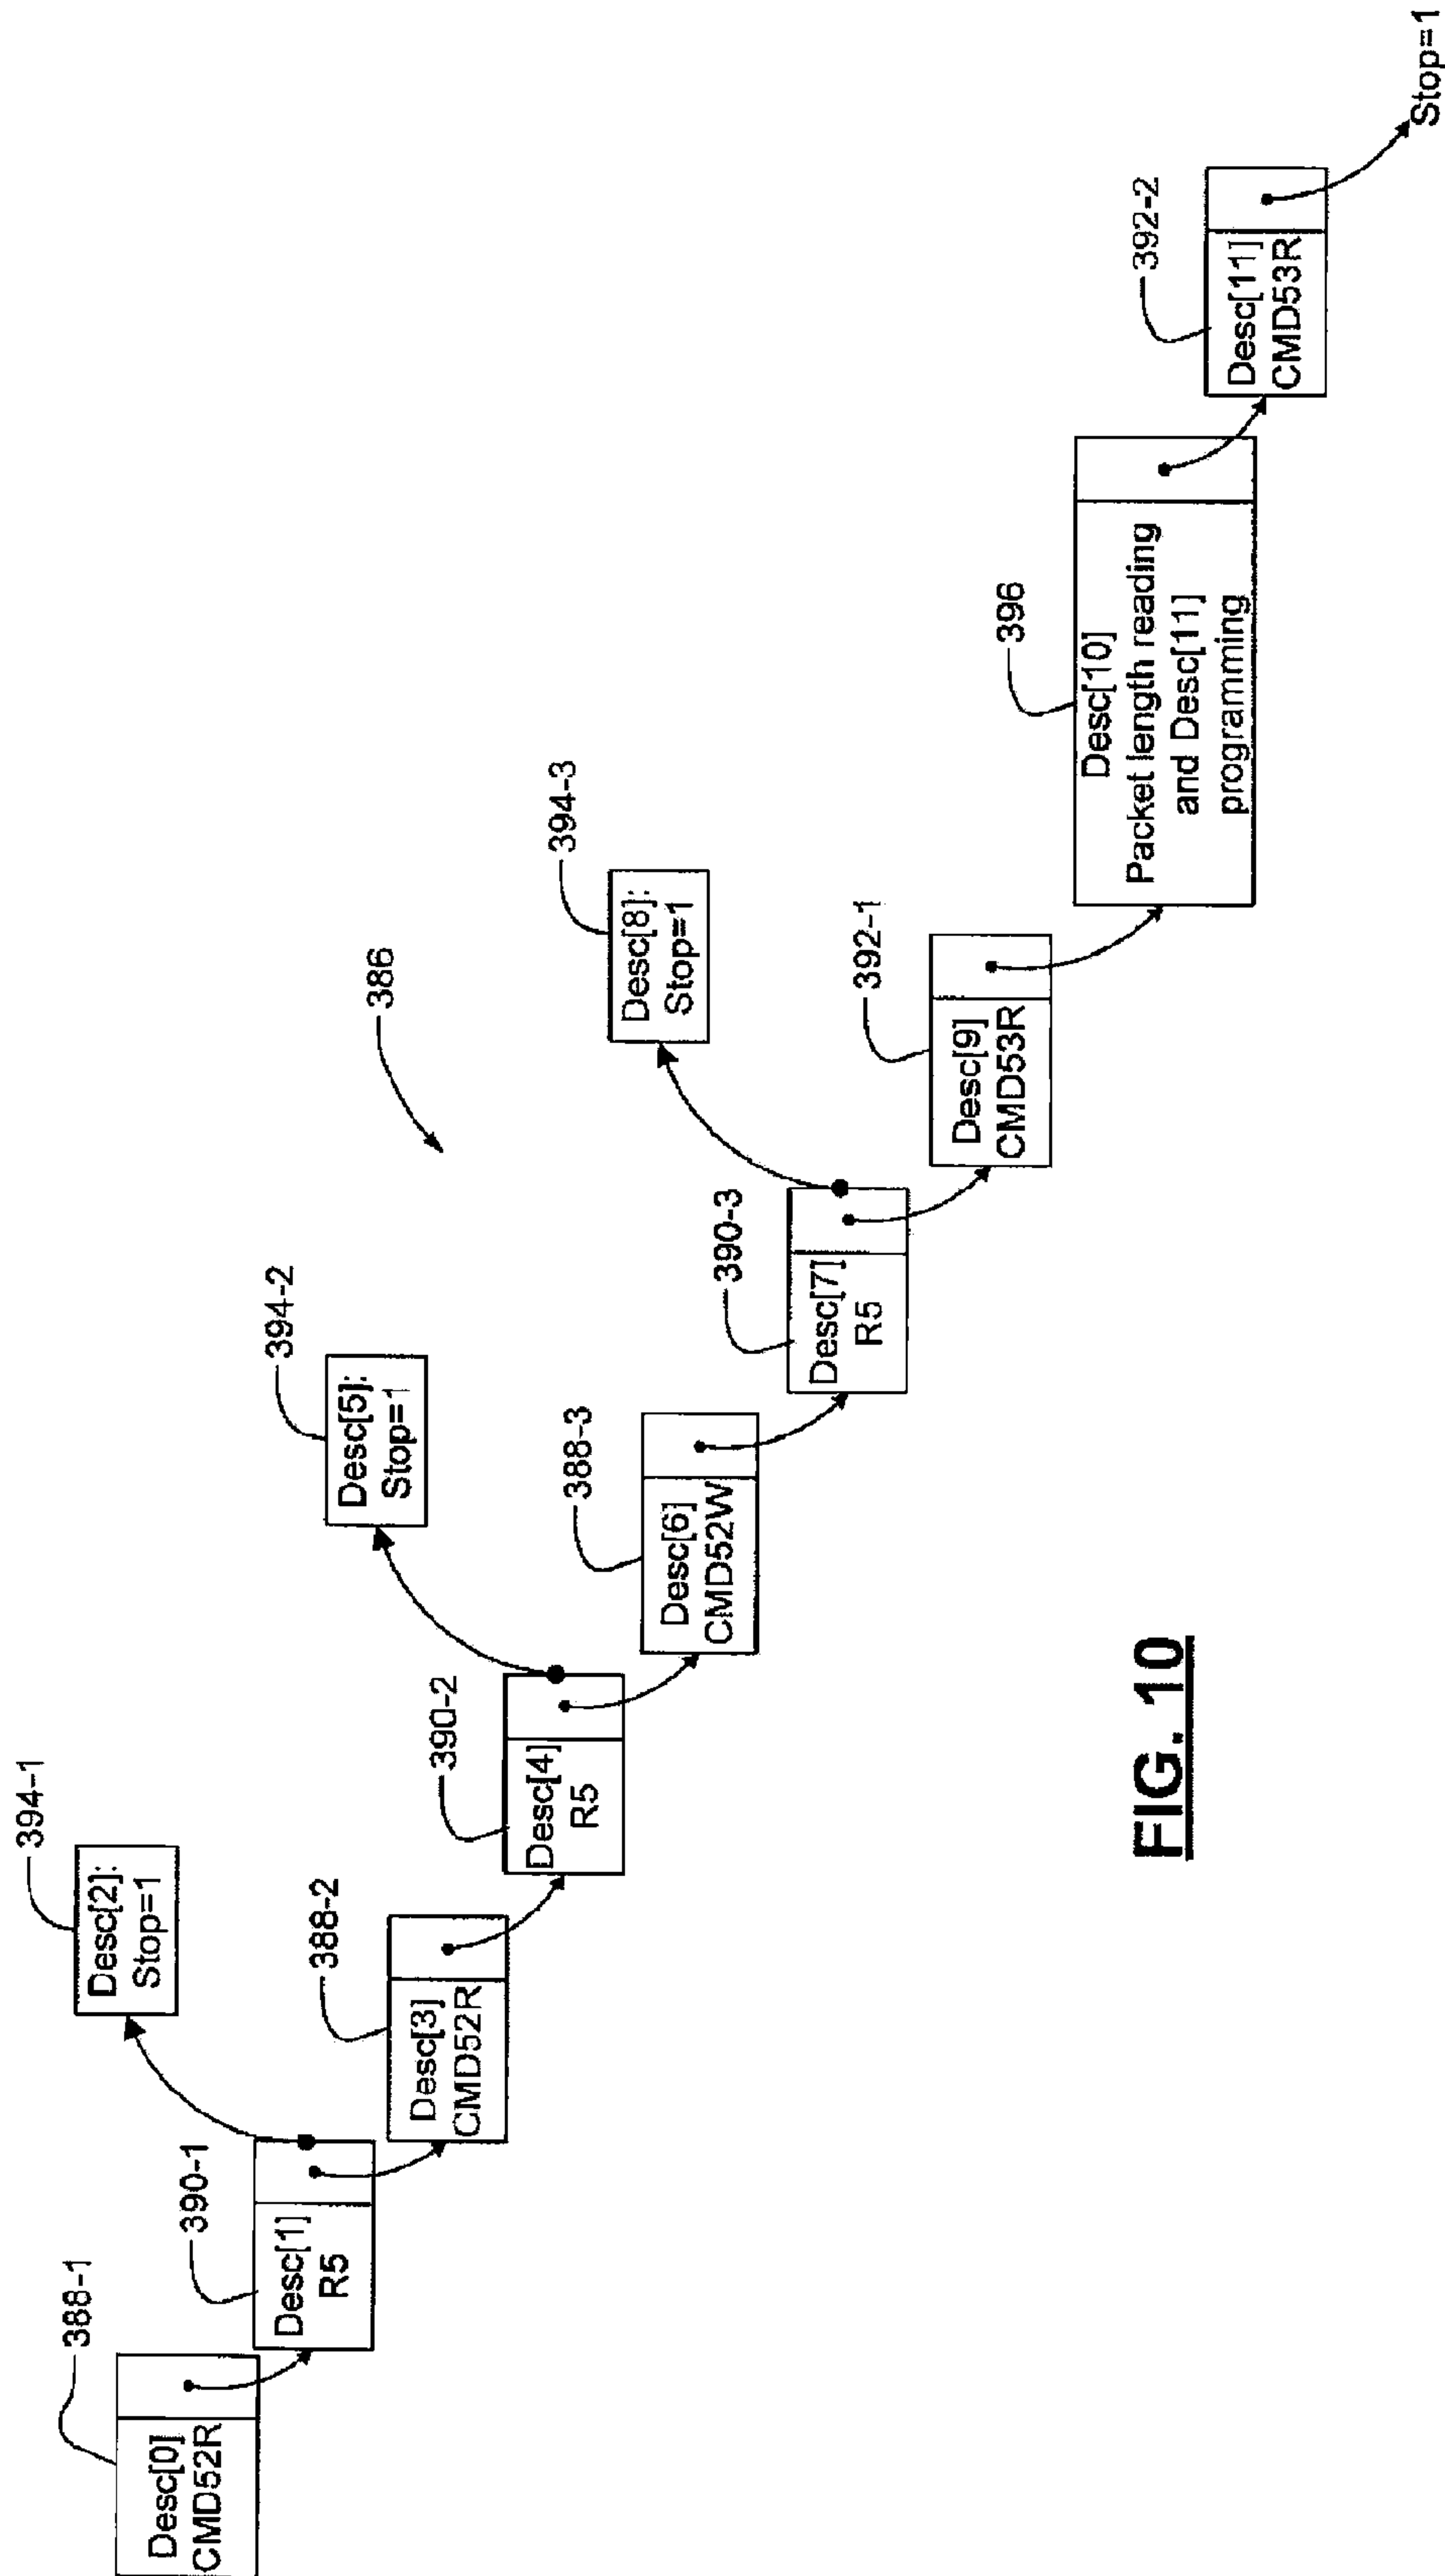 388-1
Desc[0]
CMD52R
390-1
Desc[1]
R5
394-1
Desc[2]:
Stop=1
388-2
Desc[3]
CMD52R
390-2
Desc[4]
R5
394-2
Desc[5]:
Stop=1
388-3
Desc[6]
CMD52W
390-3
Desc[7]
R5
386
394-3
Desc[8]:
Stop=1
392-1
Desc[9]
CMD53R
396
Desc[10]
Packet length reading
and Desc[11]
programming
392-2
Desc[11]
CMD53R
Stop=1
FIG. 10